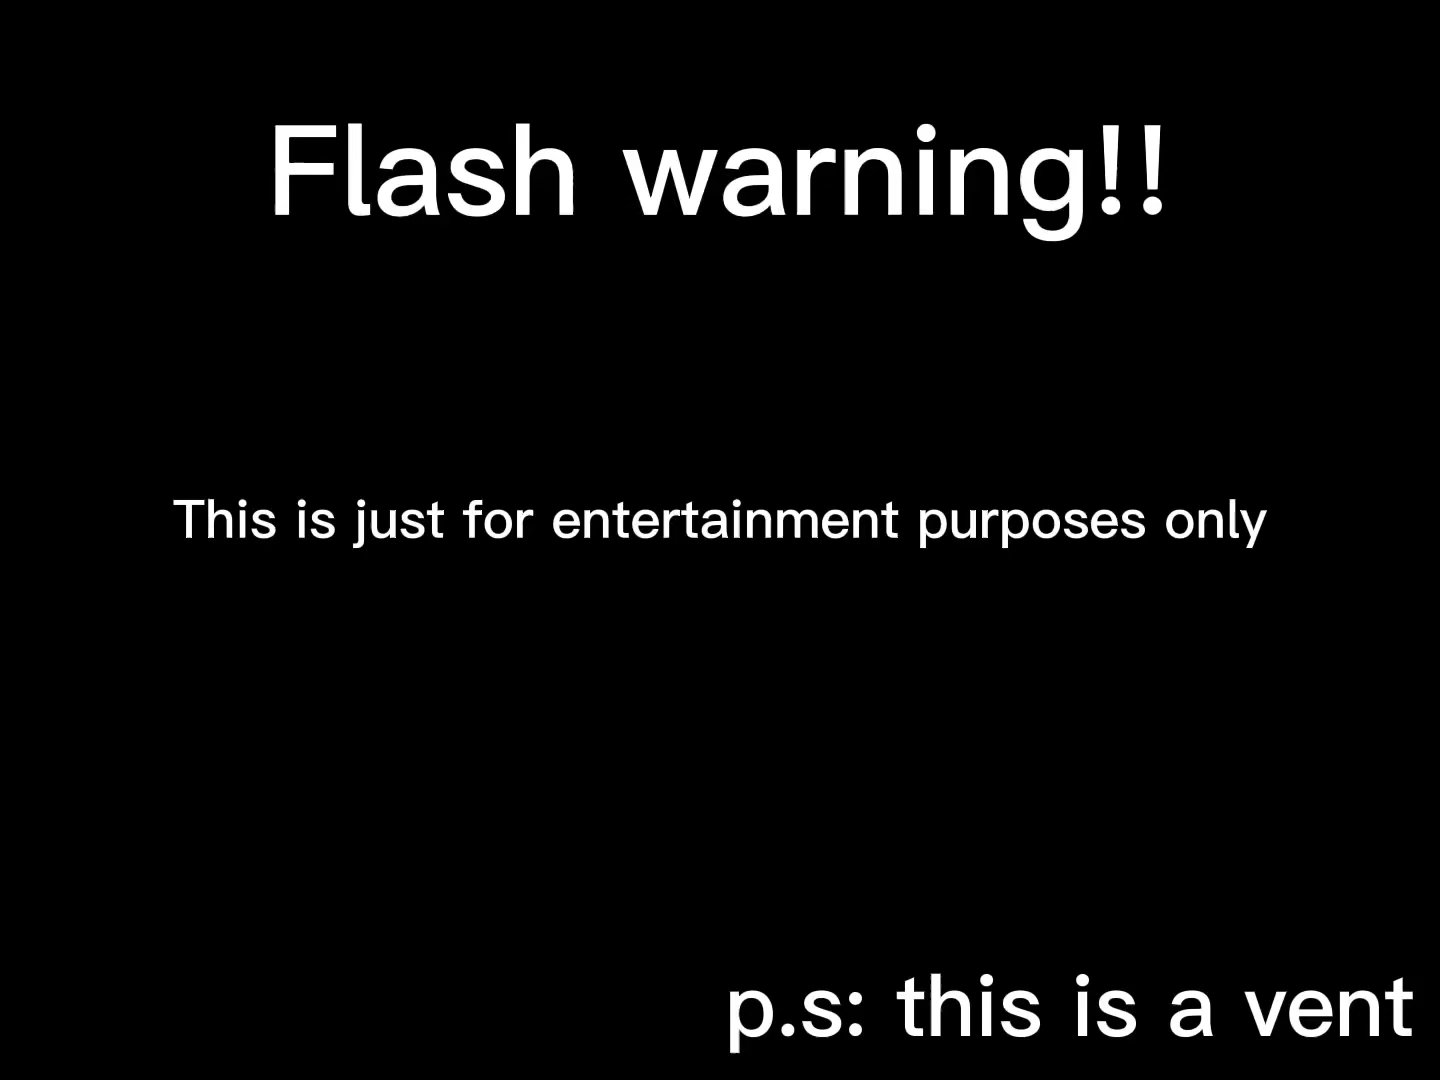 Flash warning!!
This is just for entertainment purposes only
p.s: this is a vent